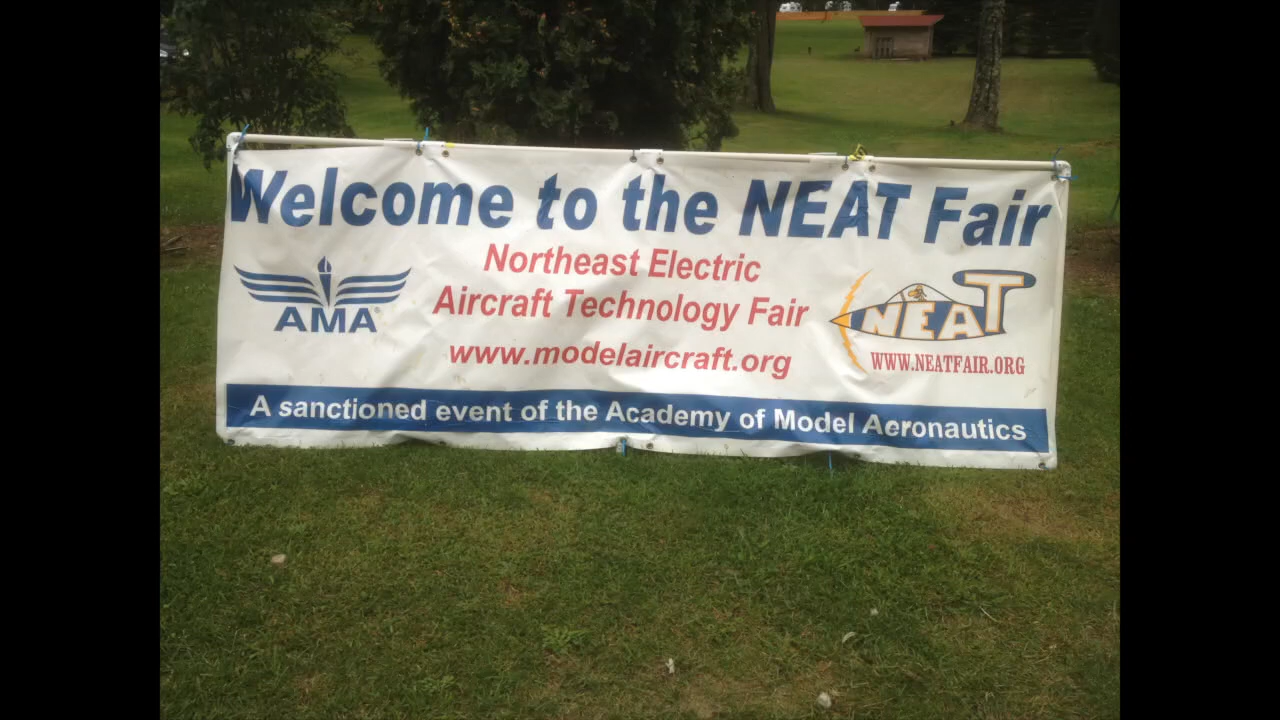 Welcome to the NEAT Fair
Northeast Electric
Aircraft Technology Fair
www.modelaircraft.org
AMA
NEAT
WWW.NEATFAIR.ORG
A sanctioned event of the Academy of Model Aeronautics